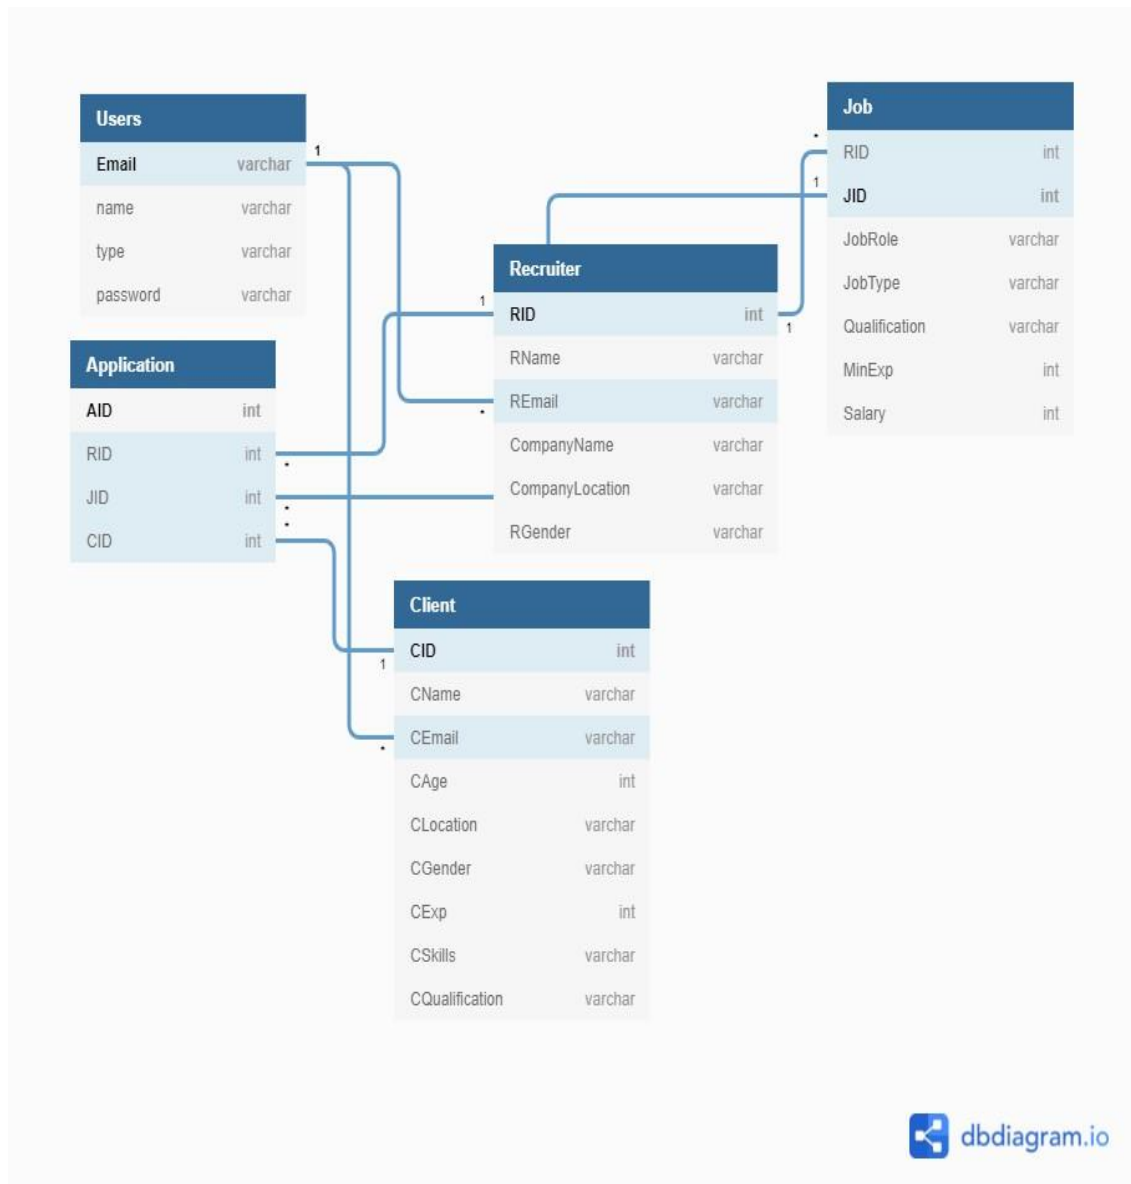 Users
Email varchar
name varchar
type varchar
password varchar
1
Application
AID int
RID int
JID int
CID int
*
*
*
Recruiter
RID int
RName varchar
REmail varchar
CompanyName varchar
CompanyLocation varchar
RGender varchar
1
*
1
Job
RID int
JID int
JobRole varchar
JobType varchar
Qualification varchar
MinExp int
Salary int
*
1
Client
CID int
CName varchar
CEmail varchar
CAge int
CLocation varchar
CGender varchar
CExp int
CSkills varchar
CQualification varchar
1
*
dbdiagram.io